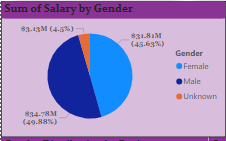 Sum of Salary by Gender
$3.13M (4.5%)
$31.81M
(45.63%)
Gender
Female
Male
Unknown
$34.78M
(49.88%)